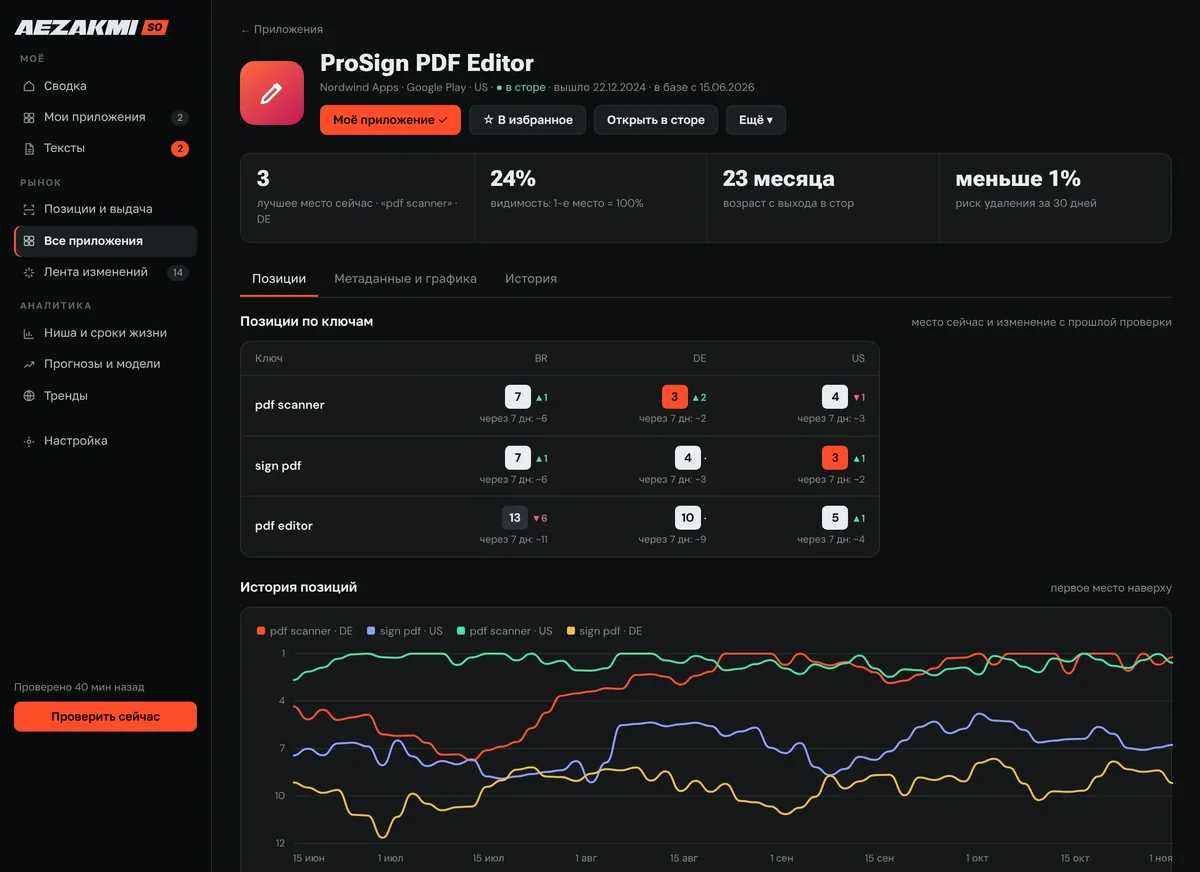 AEZAKMI SO
МОЁ
Сводка
Мои приложения 2
Тексты 2
РЫНОК
Позиции и выдача
Все приложения
Лента изменений 14
АНАЛИТИКА
Ниша и сроки жизни
Прогнозы и модели
Тренды
Настройка
Проверено 40 мин назад
Проверить сейчас
← Приложения
ProSign PDF Editor
Nordwind Apps · Google Play · US · ● в сторе · вышло 22.12.2024 · в базе с 15.06.2026
Моё приложение ✓ ☆ В избранное Открыть в сторе Ещё ▾
3
лучшее место сейчас · «pdf scanner» ·
DE
24%
видимость: 1-е место = 100%
23 месяца
возраст с выхода в стор
меньше 1%
риск удаления за 30 дней
Позиции Метаданные и графика История
Позиции по ключам место сейчас и изменение с прошлой проверки
Ключ BR DE US
pdf scanner 7 ▲1 3 ▲2 4 ▼1
через 7 дн: ~6 через 7 дн: ~2 через 7 дн: ~3
sign pdf 7 ▲1 4 · 3 ▲1
через 7 дн: ~6 через 7 дн: ~3 через 7 дн: ~2
pdf editor 13 ▼6 10 · 5 ▲1
через 7 дн: ~11 через 7 дн: ~9 через 7 дн: ~4
История позиций первое место наверху
pdf scanner · DE sign pdf · US pdf scanner · US sign pdf · DE
1
4
7
10
12
15 июн 1 июл 15 июл 1 авг 15 авг 1 сен 15 сен 1 окт 15 окт 1 ноя